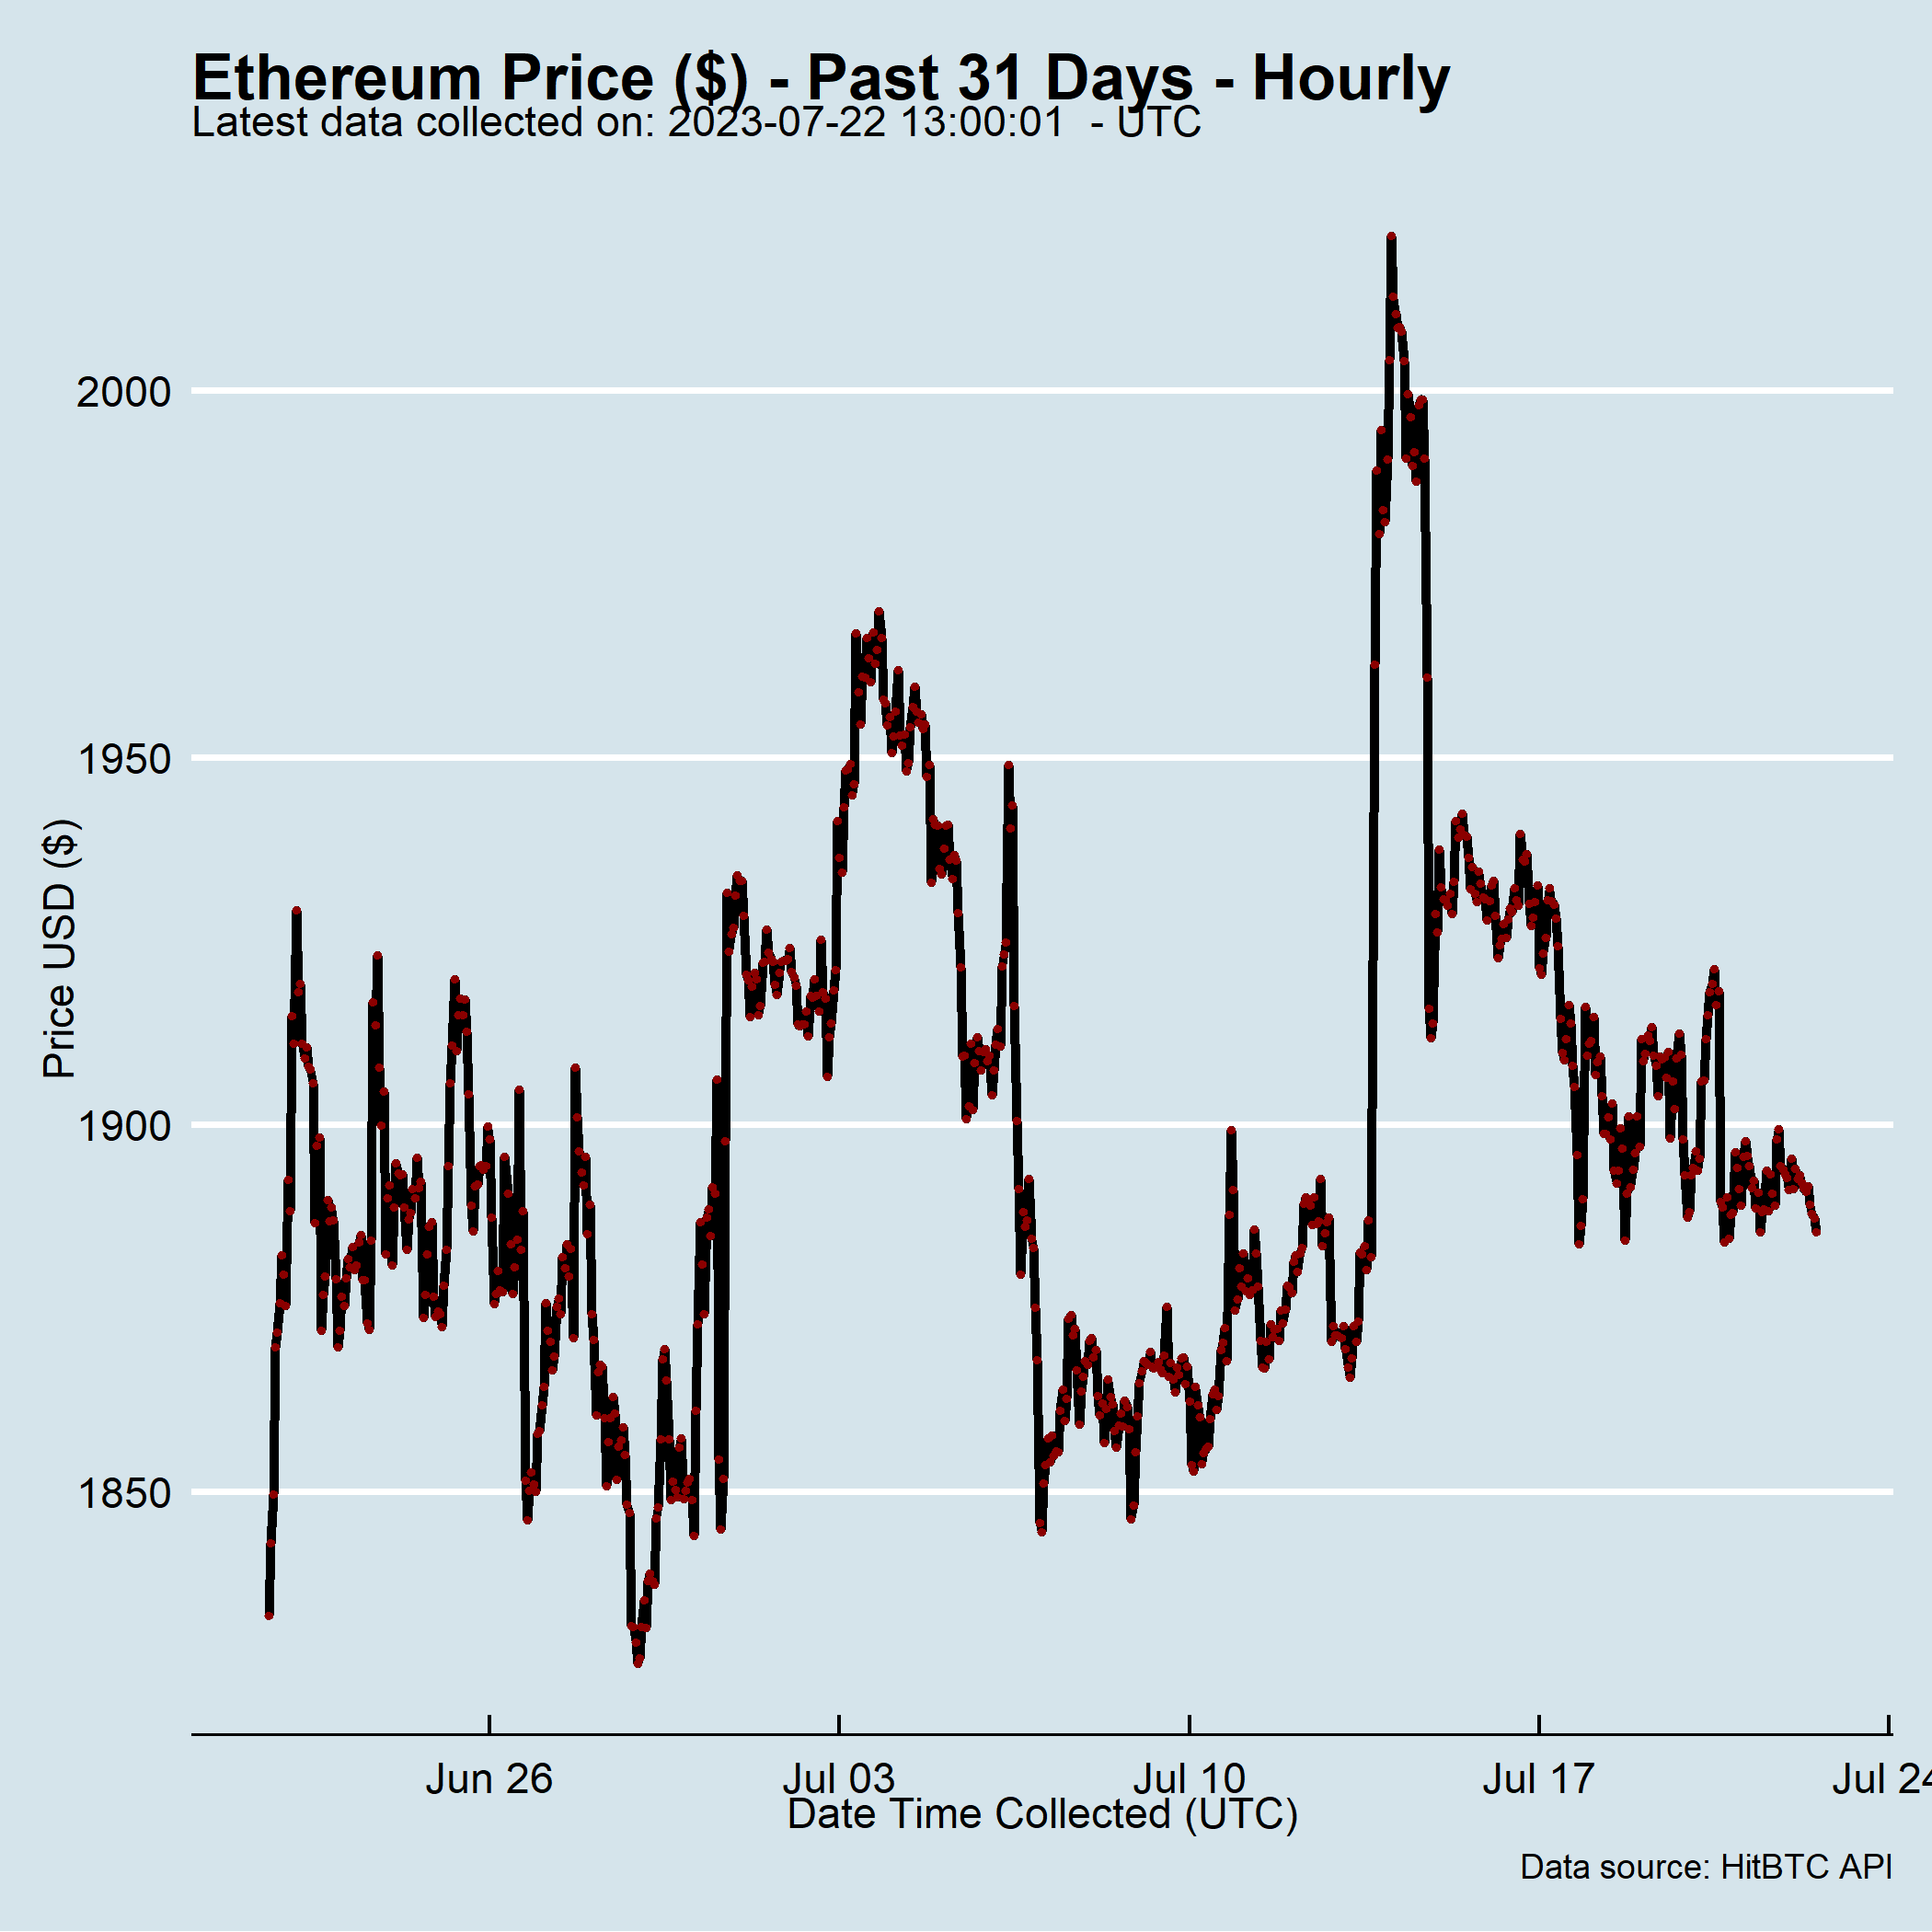 Ethereum Price ($) - Past 31 Days - Hourly
Latest data collected on: 2023-07-22 13:00:01  - UTC
2000
1950
1900
1850
Price USD ($)
Jun 26 Jul 03 Jul 10 Jul 17 Jul 24
Date Time Collected (UTC)
Data source: HitBTC API